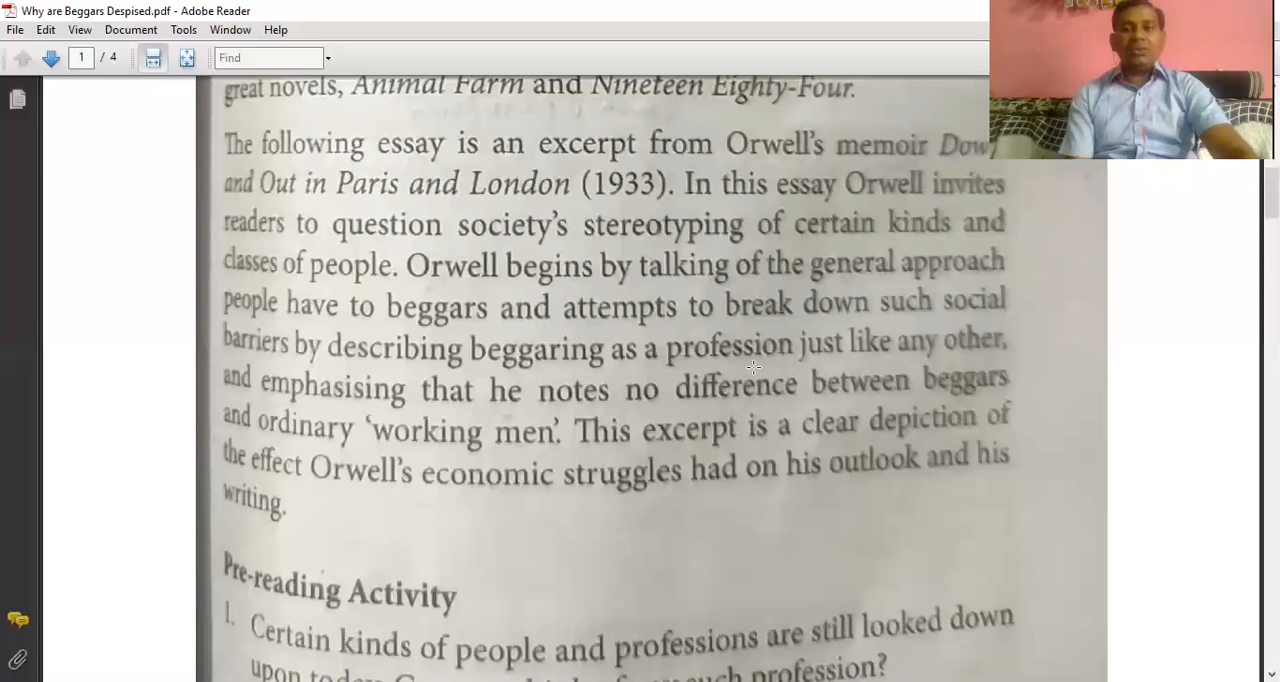 Why are Beggars Despised.pdf - Adobe Reader
File Edit View Document Tools Window Help
1 / 4 Find
great novels, Animal Farm and Nineteen Eighty-Four.
The following essay is an excerpt from Orwell's memoir Dow
and Out in Paris and London (1933). In this essay Orwell invites
readers to question society's stereotyping of certain kinds and
classes of people. Orwell begins by talking of the general approach
people have to beggars and attempts to break down such social
barriers by describing beggaring as a profession just like any other,
and emphasising that he notes no difference between beggars
and ordinary 'working men'. This excerpt is a clear depiction of
the effect Orwell's economic struggles had on his outlook and his
writing.
Pre-reading Activity
1. Certain kinds of people and professions are still looked down
upon such profession?